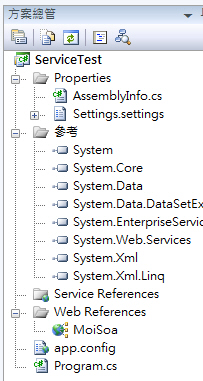 方案總管
ServiceTest
Properties
AssemblyInfo.cs
Settings.settings
參考
System
System.Core
System.Data
System.Data.DataSetEx
System.EnterpriseServic
System.Web.Services
System.Xml
System.Xml.Linq
Service References
Web References
MoiSoa
app.config
Program.cs